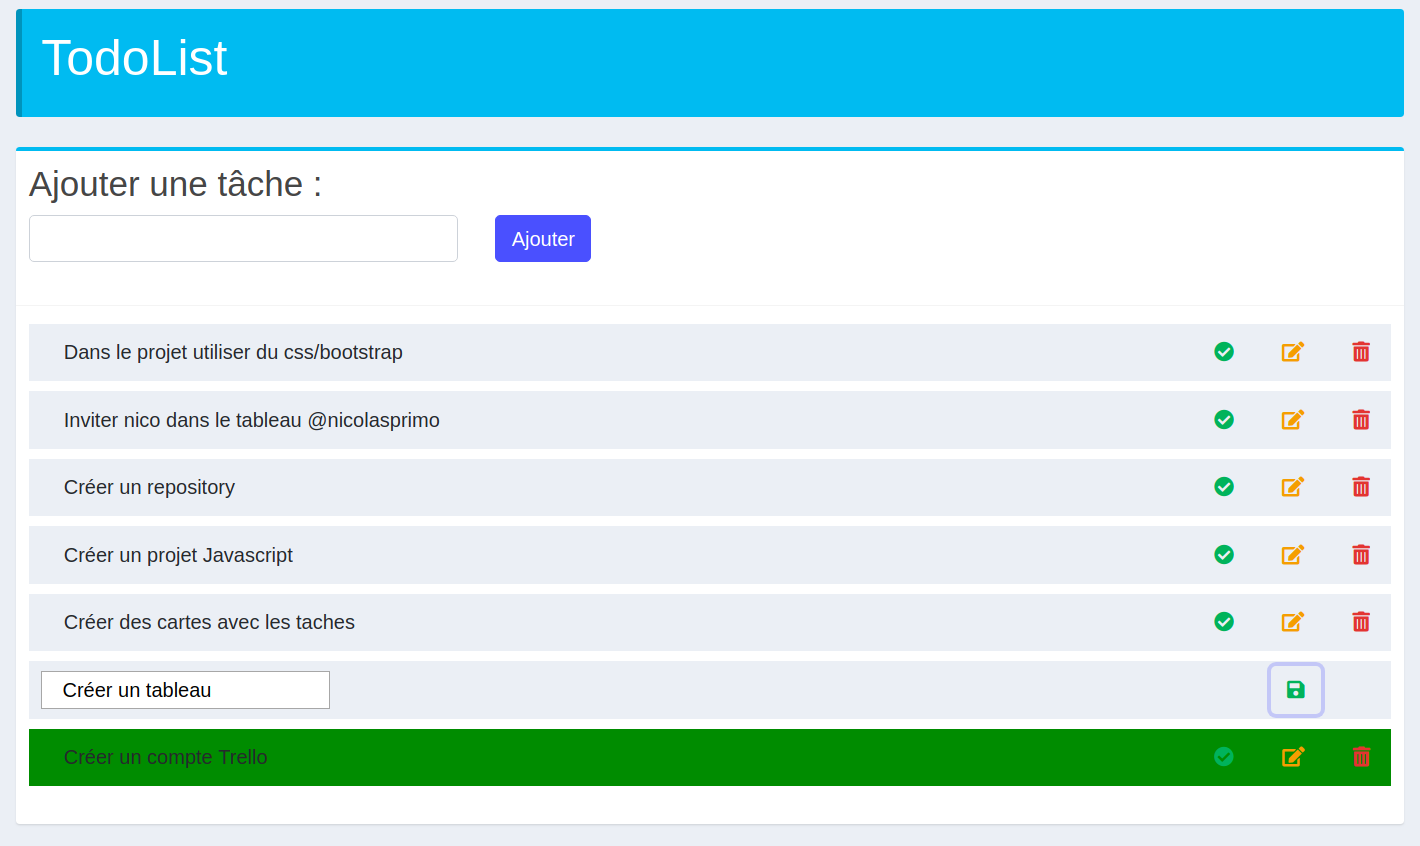 TodoList
Ajouter une tâche :
Ajouter
Dans le projet utiliser du css/bootstrap
Inviter nico dans le tableau @nicolasprimo
Créer un repository
Créer un projet Javascript
Créer des cartes avec les taches
Créer un tableau
Créer un compte Trello